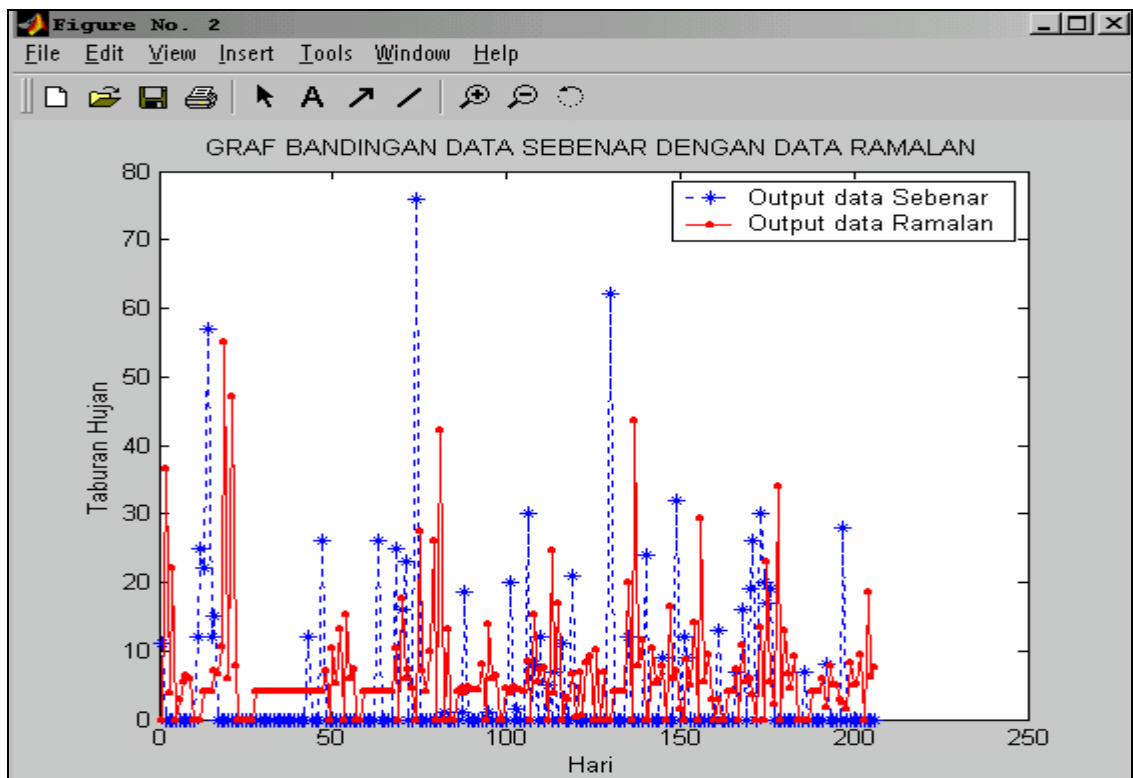 Figure No. 2
File Edit View Insert Tools Window Help
A
GRAF BANDINGAN DATA SEBENAR DENGAN DATA RAMALAN
Output data Sebenar
Output data Ramalan
80
70
60
50
40
30
20
10
0
Taburan Hujan
0 50 100 150 200 250
Hari